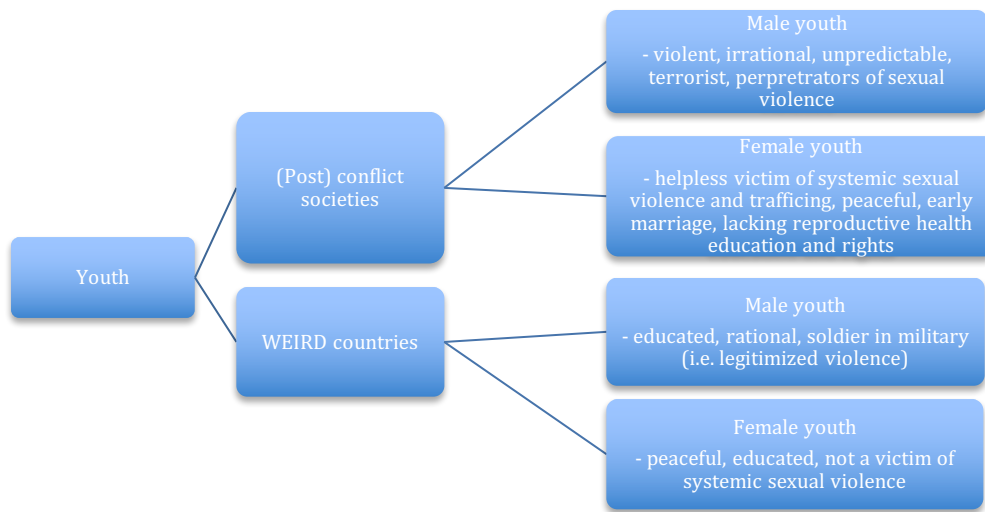 Youth
(Post) conflict
societies
WEIRD countries
Male youth
- violent, irrational, unpredictable,
terrorist, perpretrators of sexual
violence
Female youth
- helpless victim of systemic sexual
violence and trafficing, peaceful, early
marriage, lacking reproductive health
education and rights
Male youth
- educated, rational, soldier in military
(i.e. legitimized violence)
Female youth
- peaceful, educated, not a victim of
systemic sexual violence